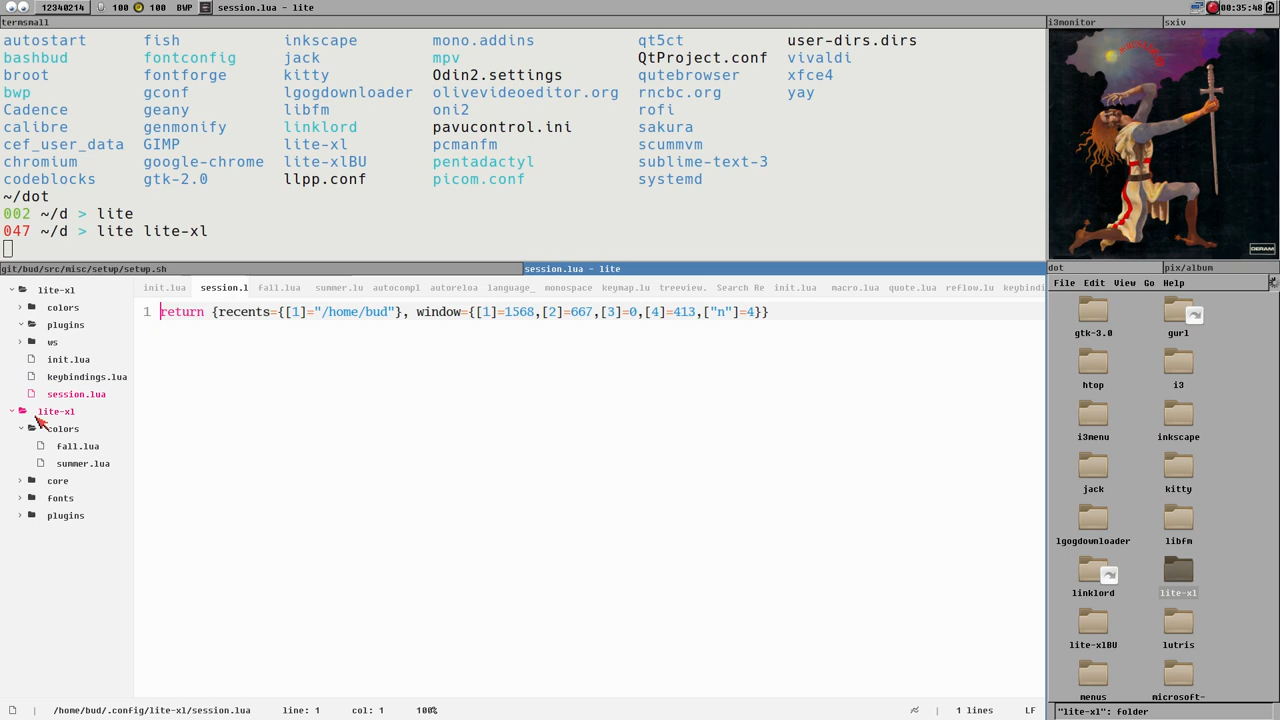 12340214 100 100 BWP session.lua - lite 00:35:48
termsmall
autostart fish inkscape mono.addins qt5ct user-dirs.dirs
bashbud fontconfig jack mpv QtProject.conf vivaldi
broot fontforge kitty Odin2.settings qutebrowser xfce4
bwp gconf lgogdownloader olivevideoeditor.org rncbc.org yay
Cadence geany libfm oni2 rofi
calibre genmonify linklord pavucontrol.ini sakura
cef_user_data GIMP lite-xl pcmanfm scummvm
chromium google-chrome lite-xlBU pentadactyl sublime-text-3
codeblocks gtk-2.0 llpp.conf picom.conf systemd
~/dot
002 ~/d > lite
047 ~/d > lite lite-xl
git/bud/src/misc/setup/setup.sh session.lua - lite
lite-xl
colors
plugins
ws
init.lua
keybindings.lua
session.lua
lite-xl
colors
fall.lua
summer.lua
core
fonts
plugins
init.lua session.l fall.lua summer.lu autocompl autoreloa language_ monospace keymap.lu treeview. Search Re init.lua macro.lua quote.lua reflow.lu keybindi
1 return {recents={[1]="/home/bud"}, window={[1]=1568,[2]=667,[3]=0,[4]=413,["n"]=4}}
/home/bud/.config/lite-xl/session.lua line: 1 col: 1 100% 1 lines LF
i3monitor sxiv
DERAM
dot pix/album
File Edit View Go Help
gtk-3.0 gurl
htop i3
i3menu inkscape
jack kitty
lgogdownloader libfm
linklord lite-xl
lite-xlBU lutris
menus microsoft-
"lite-xl": folder